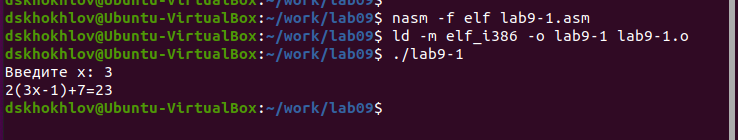 dskhokhlov@Ubuntu-VirtualBox:~/work/lab09$ nasm -f elf lab9-1.asm
dskhokhlov@Ubuntu-VirtualBox:~/work/lab09$ ld -m elf_i386 -o lab9-1 lab9-1.o
dskhokhlov@Ubuntu-VirtualBox:~/work/lab09$ ./lab9-1
Введите x: 3
2(3x-1)+7=23
dskhokhlov@Ubuntu-VirtualBox:~/work/lab09$